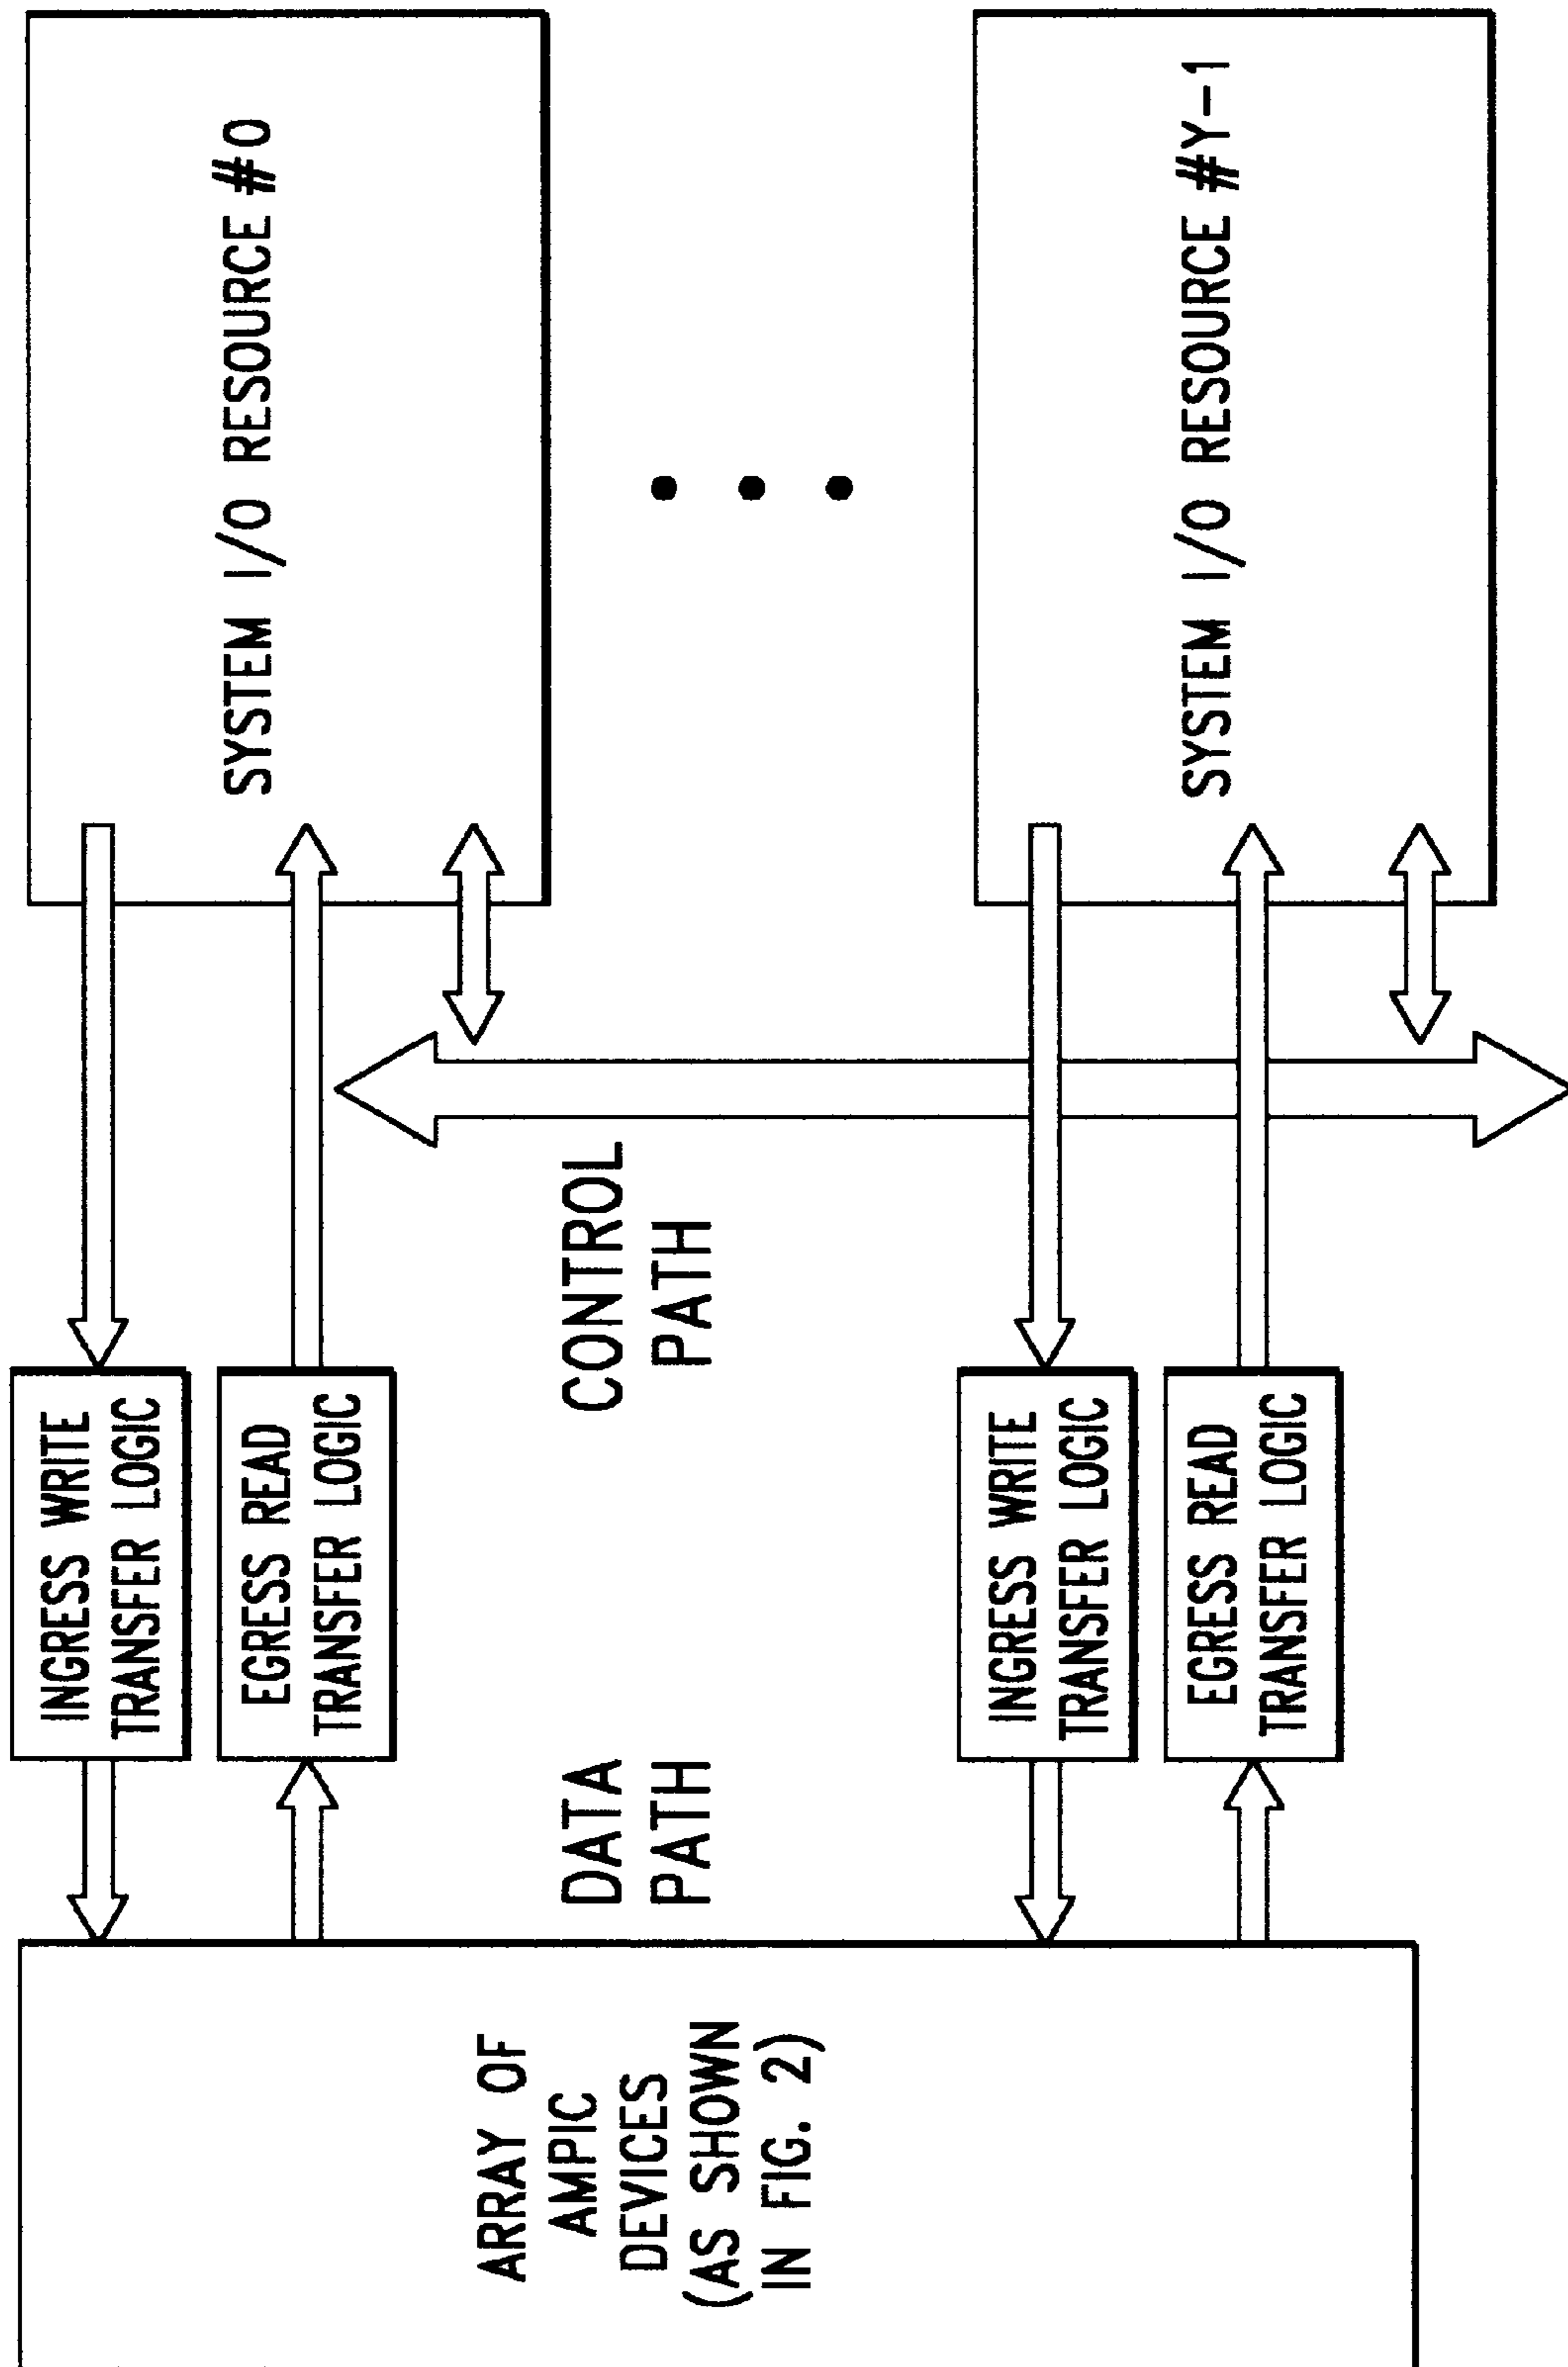 SYSTEM I/O RESOURCE #0
SYSTEM I/O RESOURCE #Y-1
CONTROL
PATH
INGRESS WRITE
TRANSFER LOGIC
EGRESS READ
TRANSFER LOGIC
INGRESS WRITE
TRANSFER LOGIC
EGRESS READ
TRANSFER LOGIC
DATA
PATH
ARRAY OF
AMPIC
DEVICES
(AS SHOWN
IN FIG. 2)